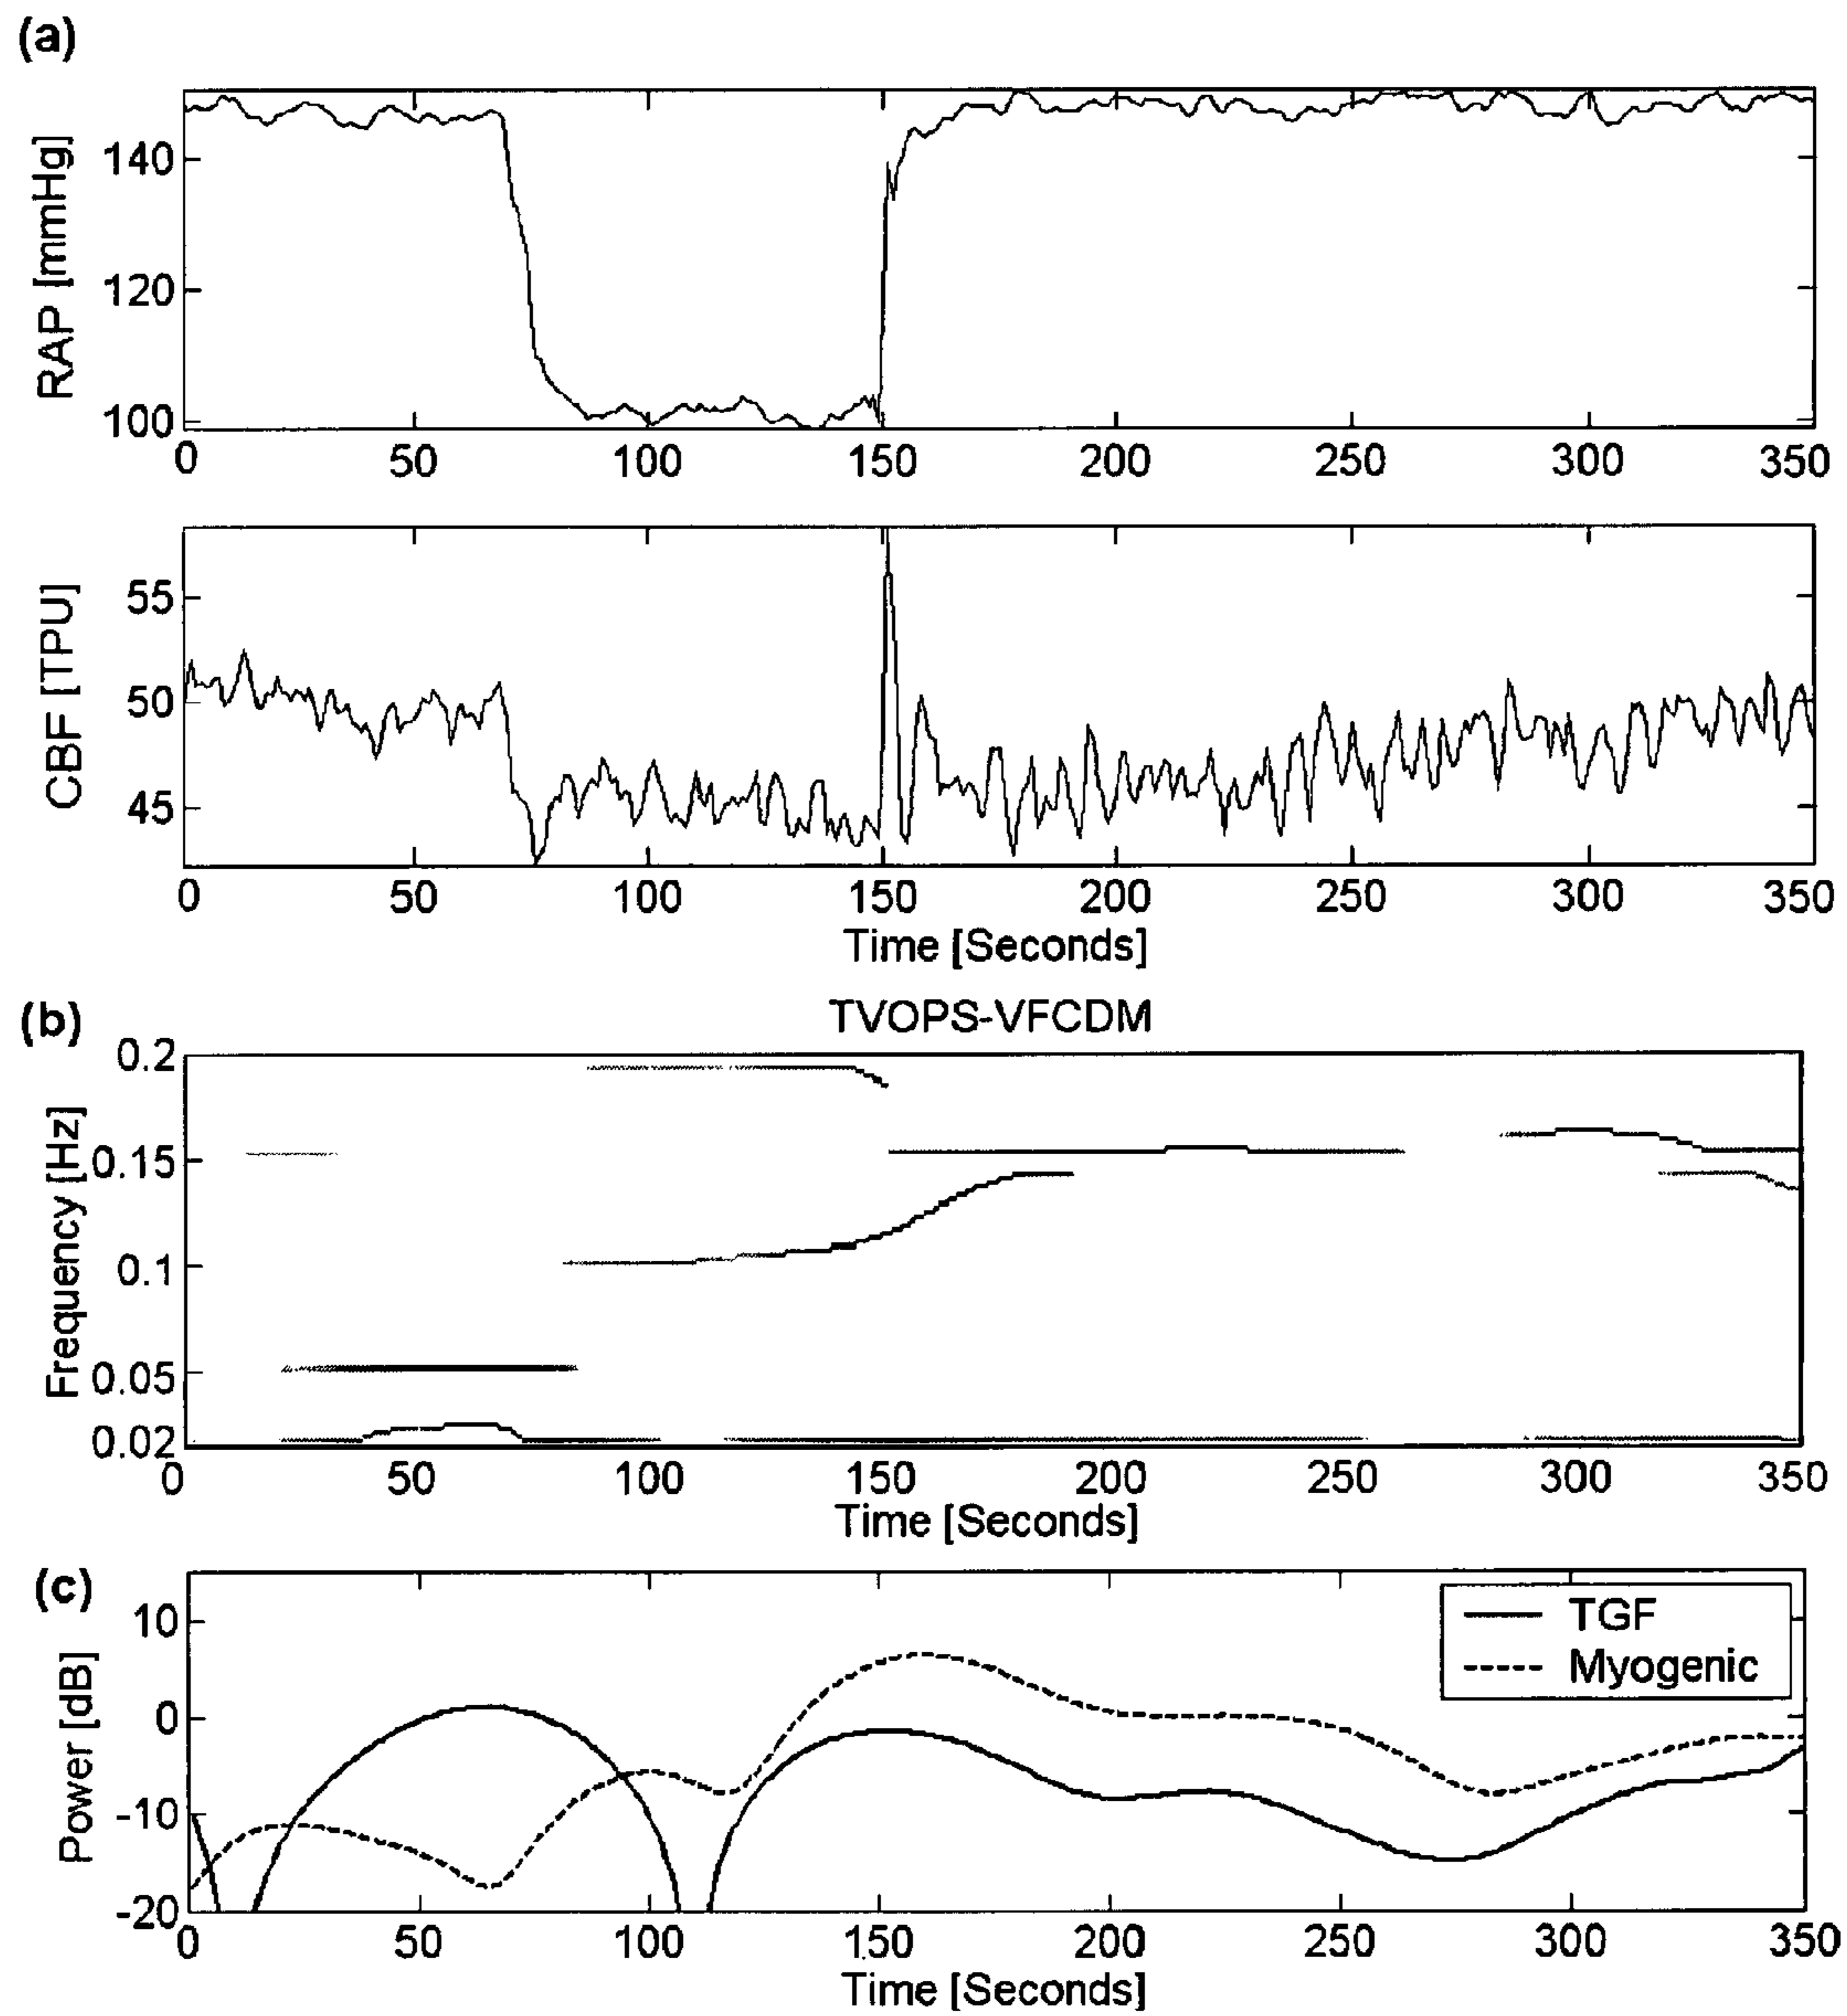 (a)
RAP [mmHg]
140
120
100
0 50 100 150 200 250 300 350
CBF [TPU]
55
50
45
0 50 100 150 200 250 300 350
Time [Seconds]
(b)
TVOPS-VFCDM
Frequency [Hz]
0.2
0.15
0.1
0.05
0.02
0 50 100 150 200 250 300 350
Time [Seconds]
(c)
Power [dB]
10
0
-10
-20
TGF
Myogenic
0 50 100 150 200 250 300 350
Time [Seconds]